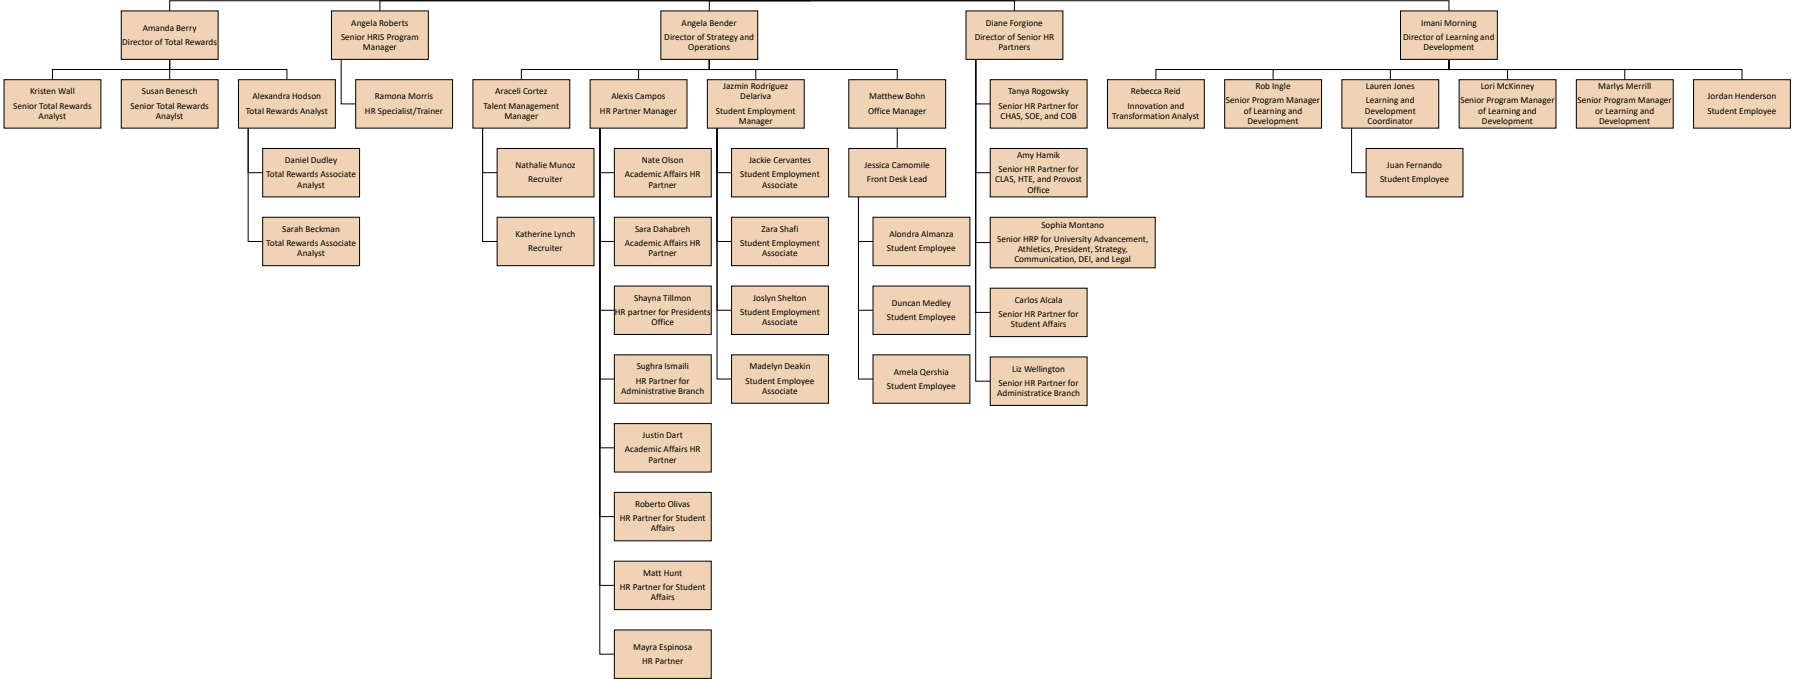 Amanda Berry
Director of Total Rewards
Angela Roberts
Senior HRIS Program
Manager
Angela Bender
Director of Strategy and
Operations
Diane Forgione
Director of Senior HR
Partners
Imani Morning
Director of Learning and
Development
Kristen Wall
Senior Total Rewards
Analyst
Susan Benesch
Senior Total Rewards
Anaylst
Alexandra Hodson
Total Rewards Analyst
Ramona Morris
HR Specialist/Trainer
Araceli Cortez
Talent Management
Manager
Alexis Campos
HR Partner Manager
Jazmin Rodriguez
Delariva
Student Employment
Manager
Matthew Bohn
Office Manager
Tanya Rogowsky
Senior HR Partner for
CHAS, SOE, and COB
Rebecca Reid
Innovation and
Transformation Analyst
Rob Ingle
Senior Program Manager
of Learning and
Development
Lauren Jones
Learning and
Development
Coordinator
Lori McKinney
Senior Program Manager
of Learning and
Development
Marlys Merrill
Senior Program Manager
or Learning and
Development
Jordan Henderson
Student Employee
Daniel Dudley
Total Rewards Associate
Analyst
Nathalie Munoz
Recruiter
Nate Olson
Academic Affairs HR
Partner
Jackie Cervantes
Student Employment
Associate
Jessica Camomile
Front Desk Lead
Amy Hamik
Senior HR Partner for
CLAS, HTE, and Provost
Office
Juan Fernando
Student Employee
Sarah Beckman
Total Rewards Associate
Analyst
Katherine Lynch
Recruiter
Sara Dahabreh
Academic Affairs HR
Partner
Zara Shafi
Student Employment
Associate
Alondra Almanza
Student Employee
Sophia Montano
Senior HRP for University Advancement,
Athletics, President, Strategy,
Communication, DEI, and Legal
Shayna Tillmon
HR partner for Presidents
Office
Joslyn Shelton
Student Employment
Associate
Duncan Medley
Student Employee
Carlos Alcala
Senior HR Partner for
Student Affairs
Sughra Ismaili
HR Partner for
Administrative Branch
Madelyn Deakin
Student Employee
Associate
Amela Qershia
Student Employee
Liz Wellington
Senior HR Partner for
Administratice Branch
Justin Dart
Academic Affairs HR
Partner
Roberto Olivas
HR Partner for Student
Affairs
Matt Hunt
HR Partner for Student
Affairs
Mayra Espinosa
HR Partner